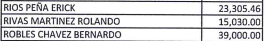 RIOS PEÑA ERICK 23,305.46
RIVAS MARTINEZ ROLANDO 15,030.00
ROBLES CHAVEZ BERNARDO 39,000.00